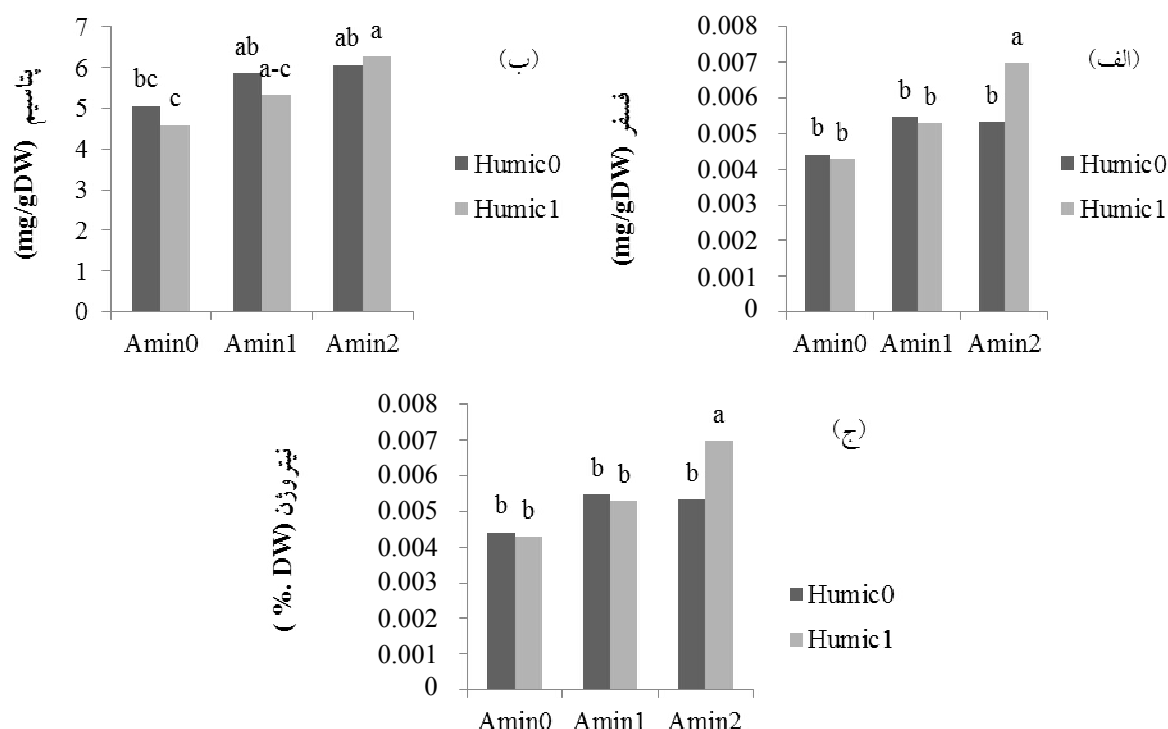 (الف)
فسفر (mg/gDW)
0.008
0.007
0.006
0.005
0.004
0.003
0.002
0.001
0
b b
b b
b a
Amin0 Amin1 Amin2
Humic0
Humic1
(ب)
پتاسیم (mg/gDW)
7
6
5
4
3
2
1
0
bc c
ab a-c
ab a
Amin0 Amin1 Amin2
Humic0
Humic1
(ج)
نیتروژن (%. DW )
0.008
0.007
0.006
0.005
0.004
0.003
0.002
0.001
0
b b
b b
b a
Amin0 Amin1 Amin2
Humic0
Humic1